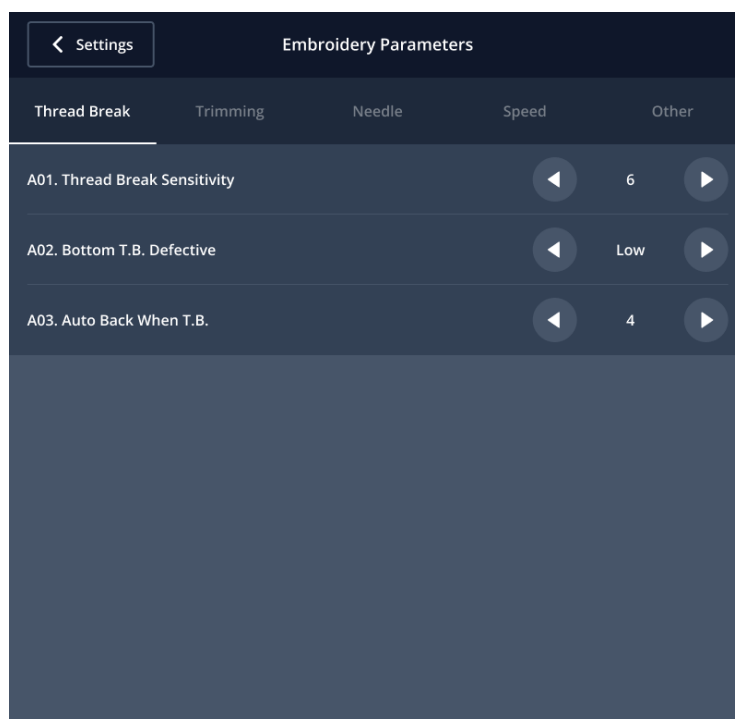 Settings
Embroidery Parameters
Thread Break Trimming Needle Speed Other
A01. Thread Break Sensitivity 6
A02. Bottom T.B. Defective Low
A03. Auto Back When T.B. 4